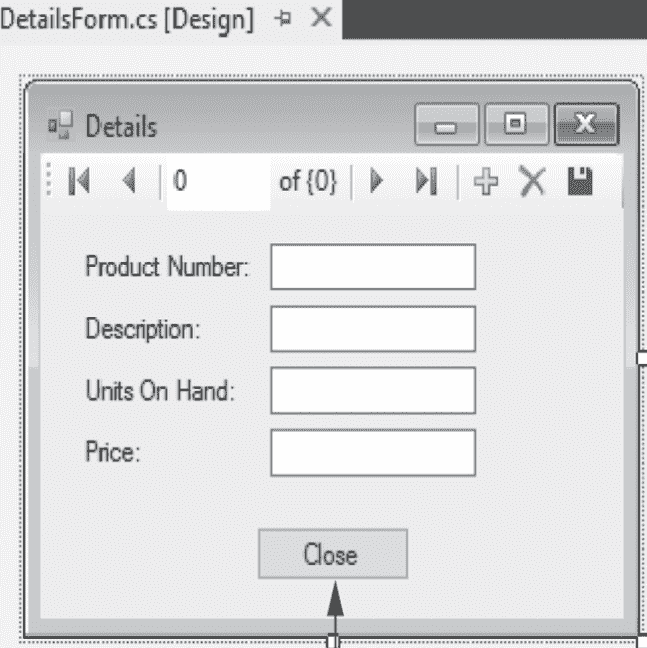 DetailsForm.cs [Design]
Details
0 of {0}
Product Number:
Description:
Units On Hand:
Price:
Close